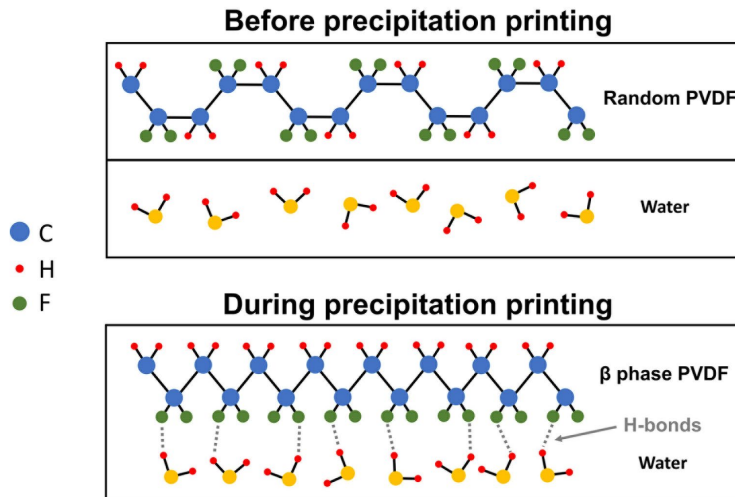 Before precipitation printing
Random PVDF
Water
C
H
F
During precipitation printing
β phase PVDF
H-bonds
Water